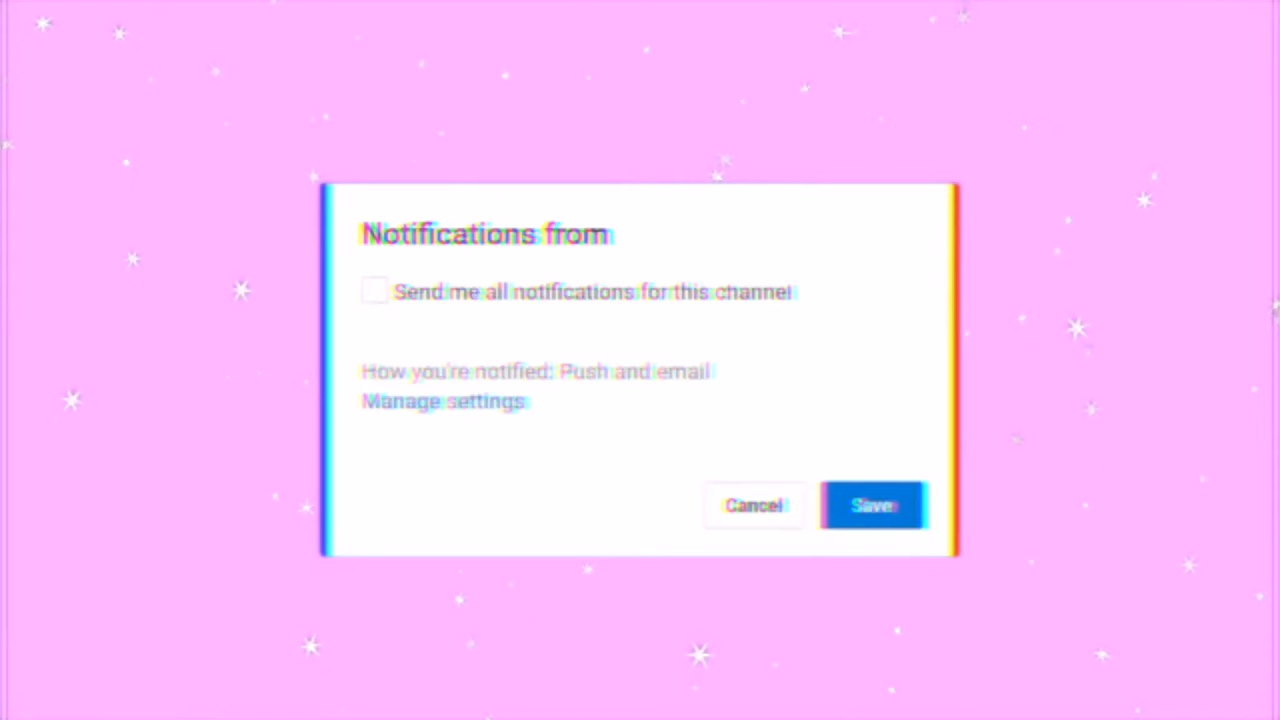 Notifications from
Send me all notifications for this channel
How you're notified: Push and email
Manage settings
Cancel
Save